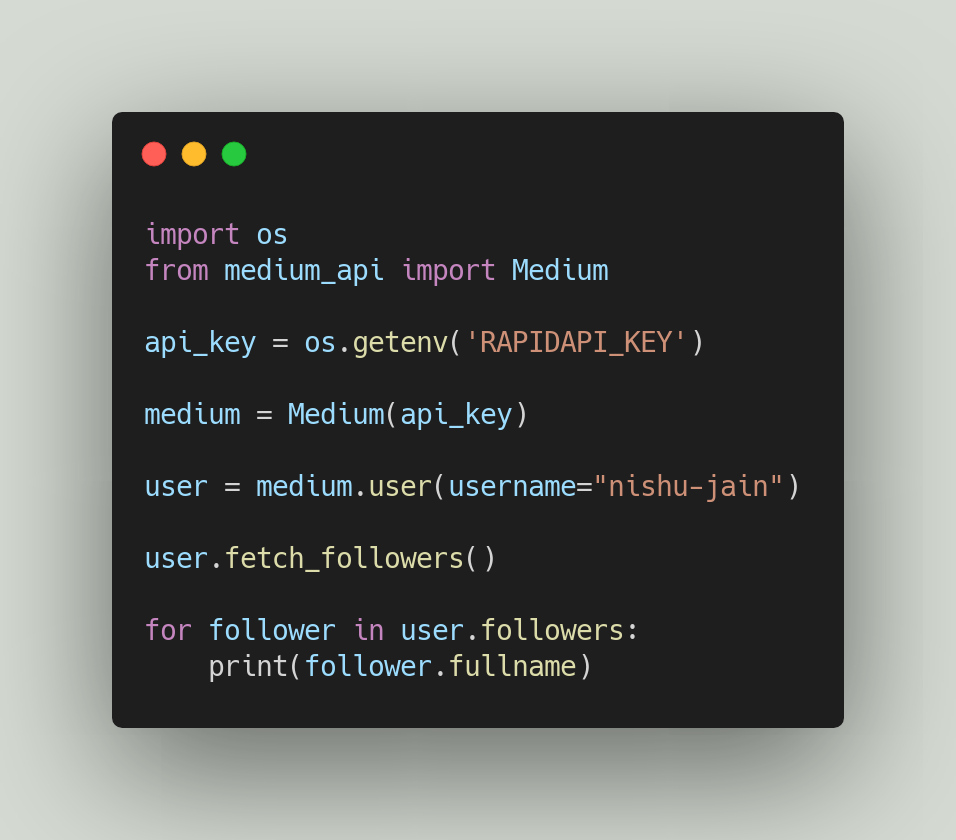 import os
from medium_api import Medium
api_key = os.getenv('RAPIDAPI_KEY')
medium = Medium(api_key)
user = medium.user(username="nishu-jain")
user.fetch_followers()
for follower in user.followers:
    print(follower.fullname)